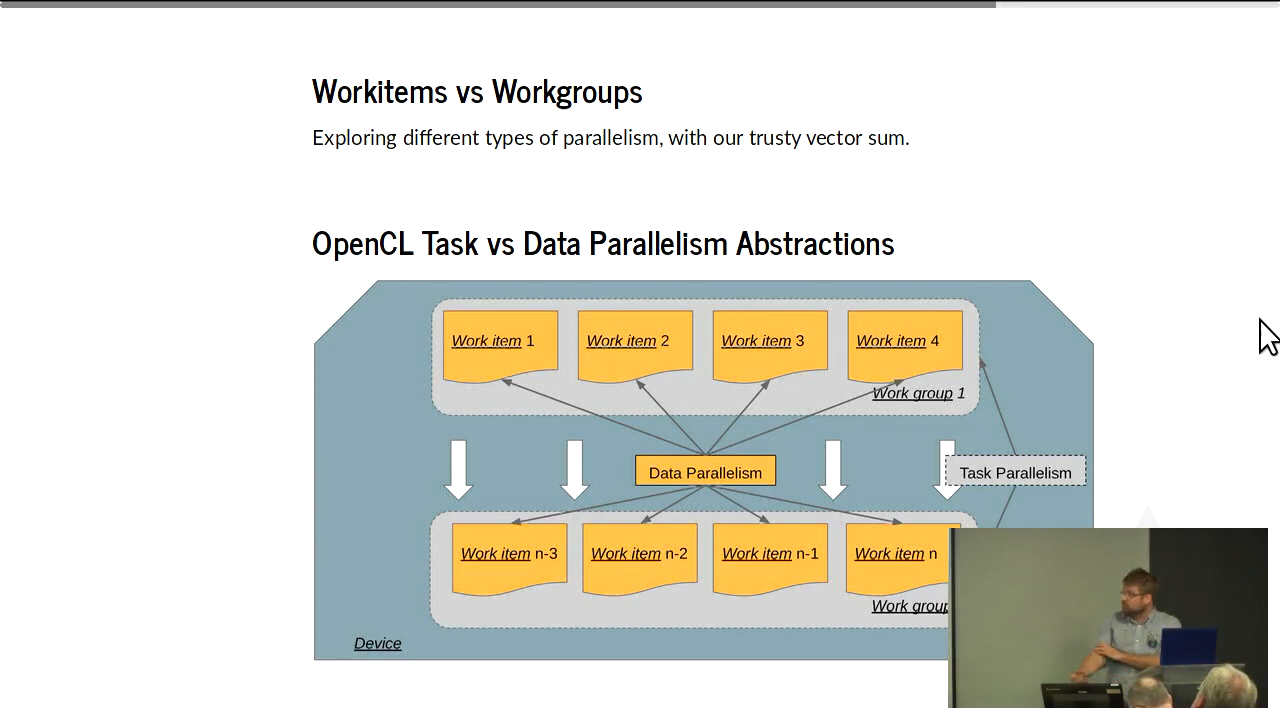 Workitems vs Workgroups
Exploring different types of parallelism, with our trusty vector sum.
OpenCL Task vs Data Parallelism Abstractions
Work item 1
Work item 2
Work item 3
Work item 4
Work group 1
Data Parallelism
Task Parallelism
Work item n-3
Work item n-2
Work item n-1
Work item n
Work group
Device